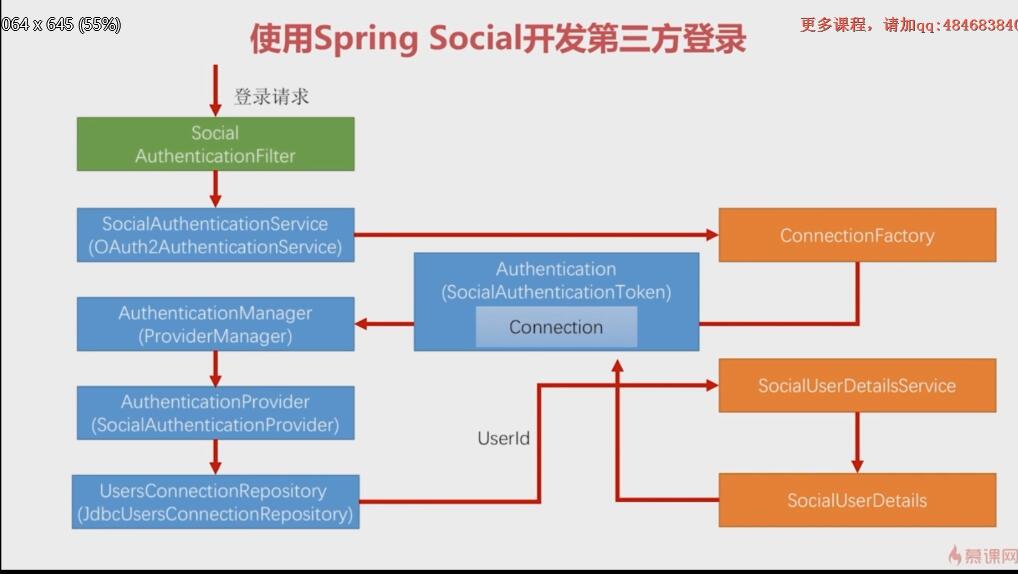 064 x 645 (55%)
更多课程，请加qq:484683840
使用Spring Social开发第三方登录
登录请求
Social
AuthenticationFilter
SocialAuthenticationService
(OAuth2AuthenticationService)
ConnectionFactory
Authentication
(SocialAuthenticationToken)
Connection
AuthenticationManager
(ProviderManager)
AuthenticationProvider
(SocialAuthenticationProvider)
SocialUserDetailsService
UserId
UsersConnectionRepository
(JdbcUsersConnectionRepository)
SocialUserDetails
慕课网